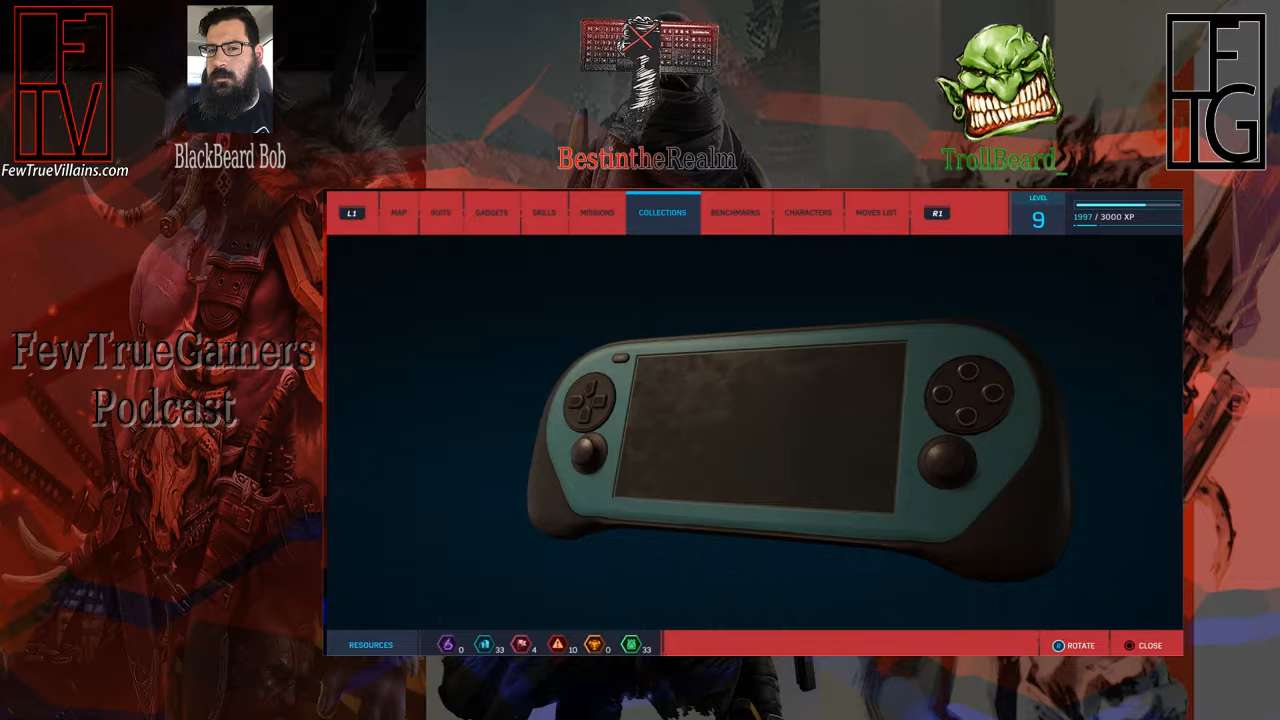 FTV
FewTrueVillains.com
BlackBeard Bob
BestintheRealm
TrollBeard_
FTG
FewTrueGamers
Podcast
L1 MAP SUITS GADGETS SKILLS MISSIONS COLLECTIONS BENCHMARKS CHARACTERS MOVES LIST R1
LEVEL
9
1997 / 3000 XP
RESOURCES 0 33 4 10 0 33
R ROTATE CLOSE